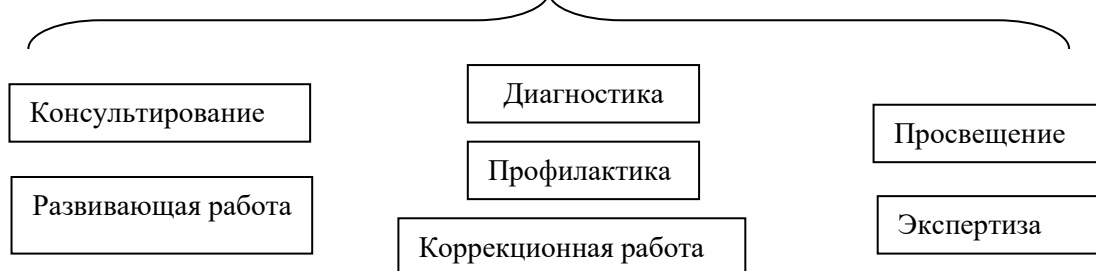 Консультирование
Диагностика
Просвещение
Профилактика
Развивающая работа
Экспертиза
Коррекционная работа